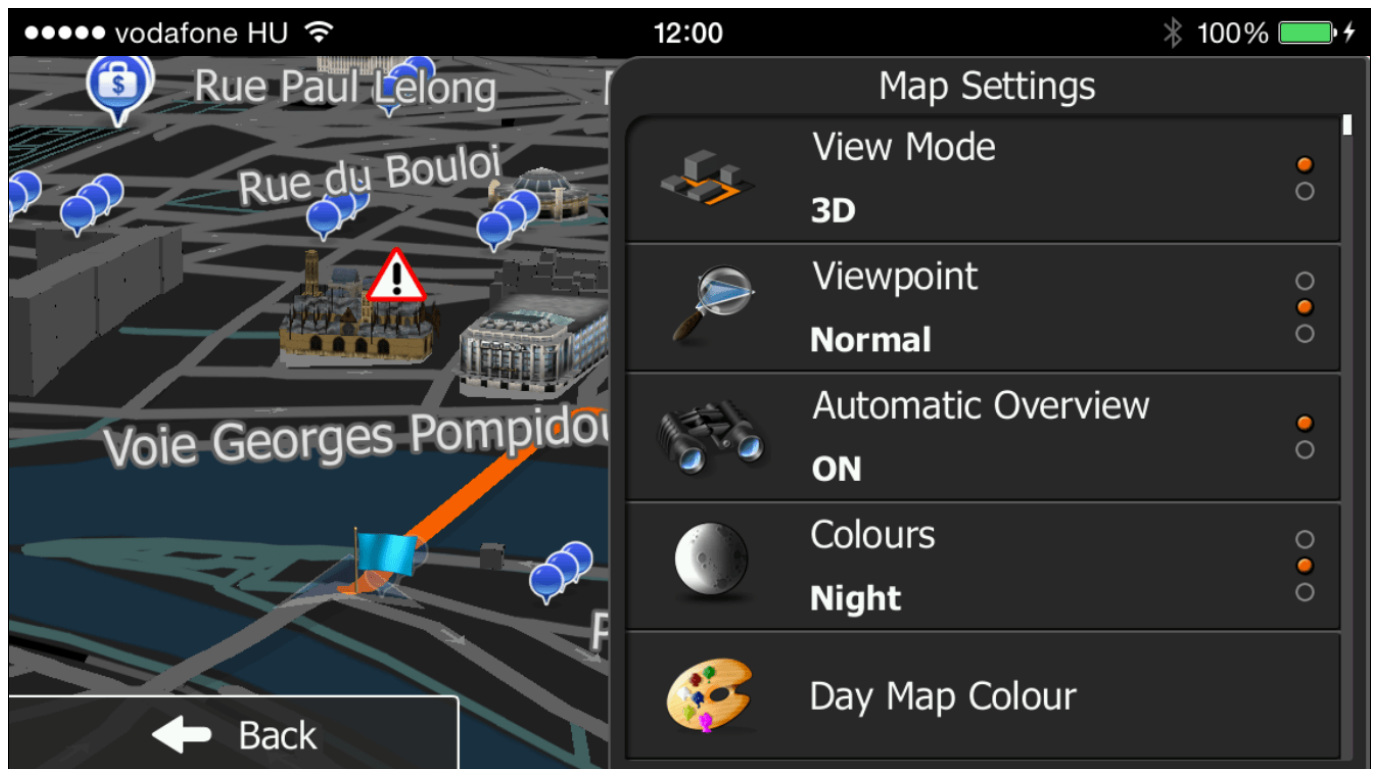 vodafone HU
12:00
100%
Rue Paul Lelong
Rue du Bouloi
Voie Georges Pompidou
Back
Map Settings
View Mode
3D
Viewpoint
Normal
Automatic Overview
ON
Colours
Night
Day Map Colour